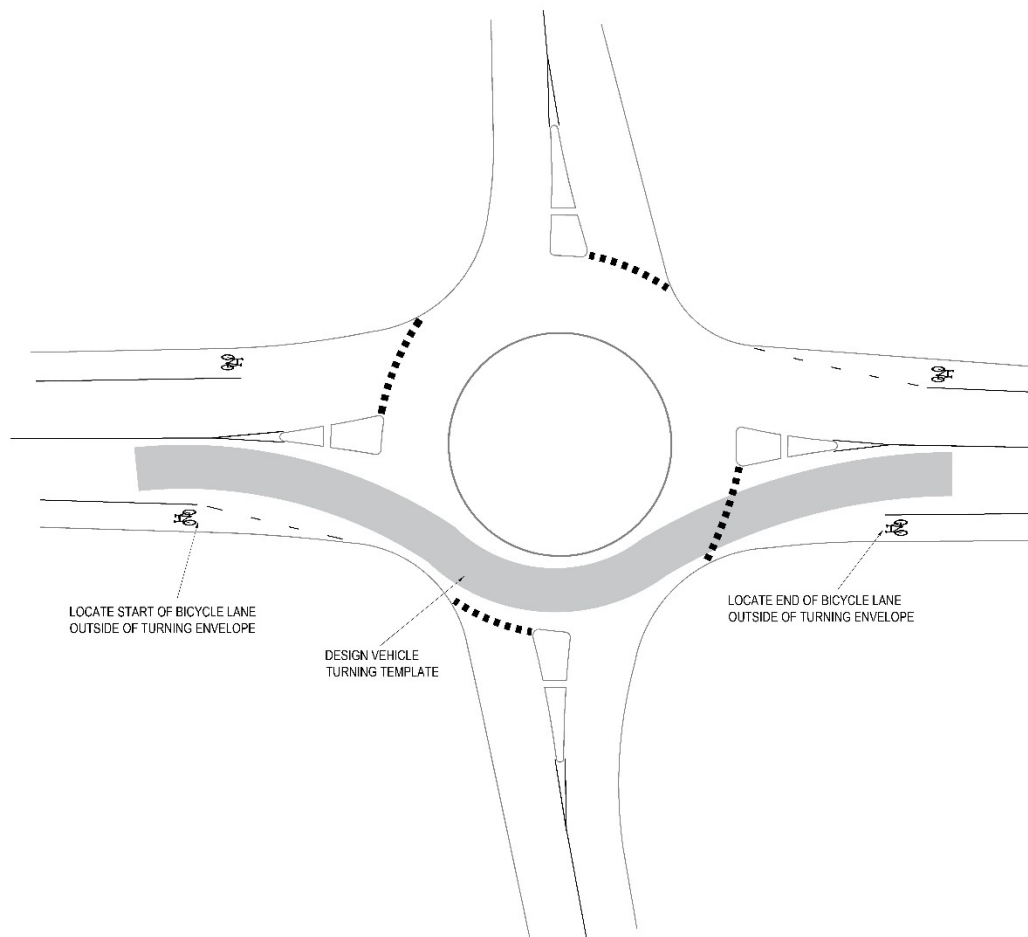 LOCATE START OF BICYCLE LANE
OUTSIDE OF TURNING ENVELOPE
DESIGN VEHICLE
TURNING TEMPLATE
LOCATE END OF BICYCLE LANE
OUTSIDE OF TURNING ENVELOPE